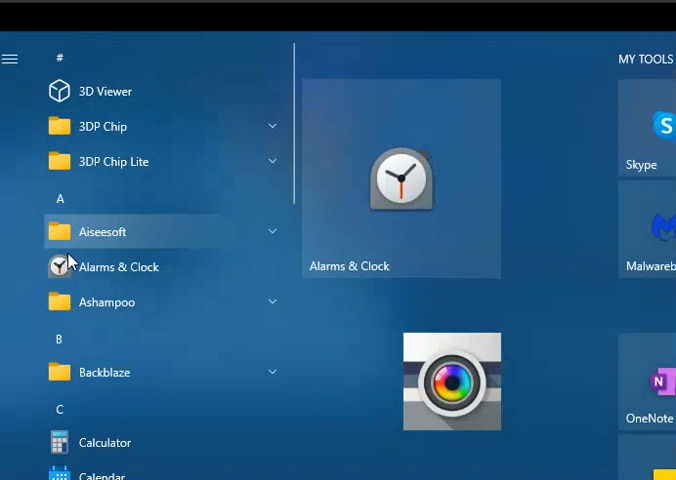 #
3D Viewer
3DP Chip
3DP Chip Lite
A
Aiseesoft
Alarms & Clock
Ashampoo
B
Backblaze
C
Calculator
Calendar
Alarms & Clock
MY TOOLS
S
Skype
Malwareb
N
OneNote